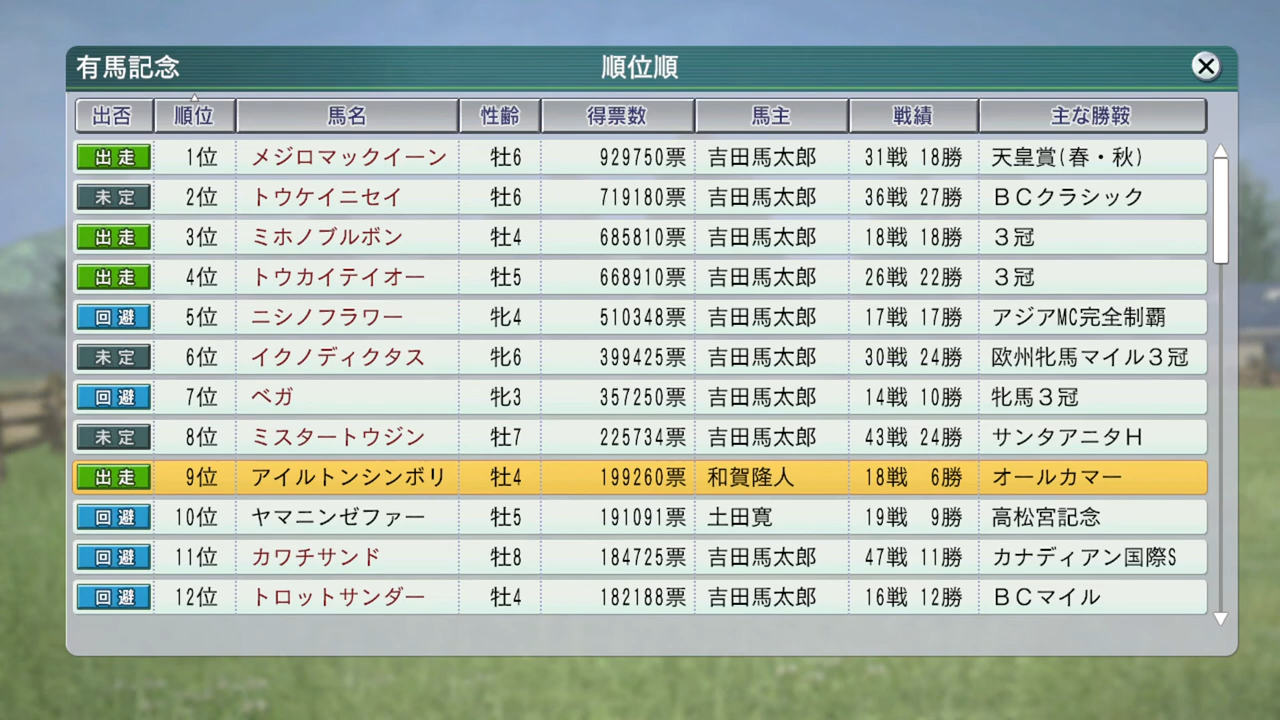 有馬記念 順位順
出否 順位 馬名 性齢 得票数 馬主 戦績 主な勝鞍
出走 1位 メジロマックイーン 牡6 929750票 吉田馬太郎 31戦 18勝 天皇賞(春・秋)
未定 2位 トウケイニセイ 牡6 719180票 吉田馬太郎 36戦 27勝 BCクラシック
出走 3位 ミホノブルボン 牡4 685810票 吉田馬太郎 18戦 18勝 3冠
出走 4位 トウカイテイオー 牡5 668910票 吉田馬太郎 26戦 22勝 3冠
回避 5位 ニシノフラワー 牝4 510348票 吉田馬太郎 17戦 17勝 アジアMC完全制覇
未定 6位 イクノディクタス 牝6 399425票 吉田馬太郎 30戦 24勝 欧州牝馬マイル3冠
回避 7位 ベガ 牝3 357250票 吉田馬太郎 14戦 10勝 牝馬3冠
未定 8位 ミスタートウジン 牡7 225734票 吉田馬太郎 43戦 24勝 サンタアニタH
出走 9位 アイルトンシンボリ 牡4 199260票 和賀隆人 18戦 6勝 オールカマー
回避 10位 ヤマニンゼファー 牡5 191091票 土田寛 19戦 9勝 高松宮記念
回避 11位 カワチサンド 牡8 184725票 吉田馬太郎 47戦 11勝 カナディアン国際S
回避 12位 トロットサンダー 牡4 182188票 吉田馬太郎 16戦 12勝 BCマイル